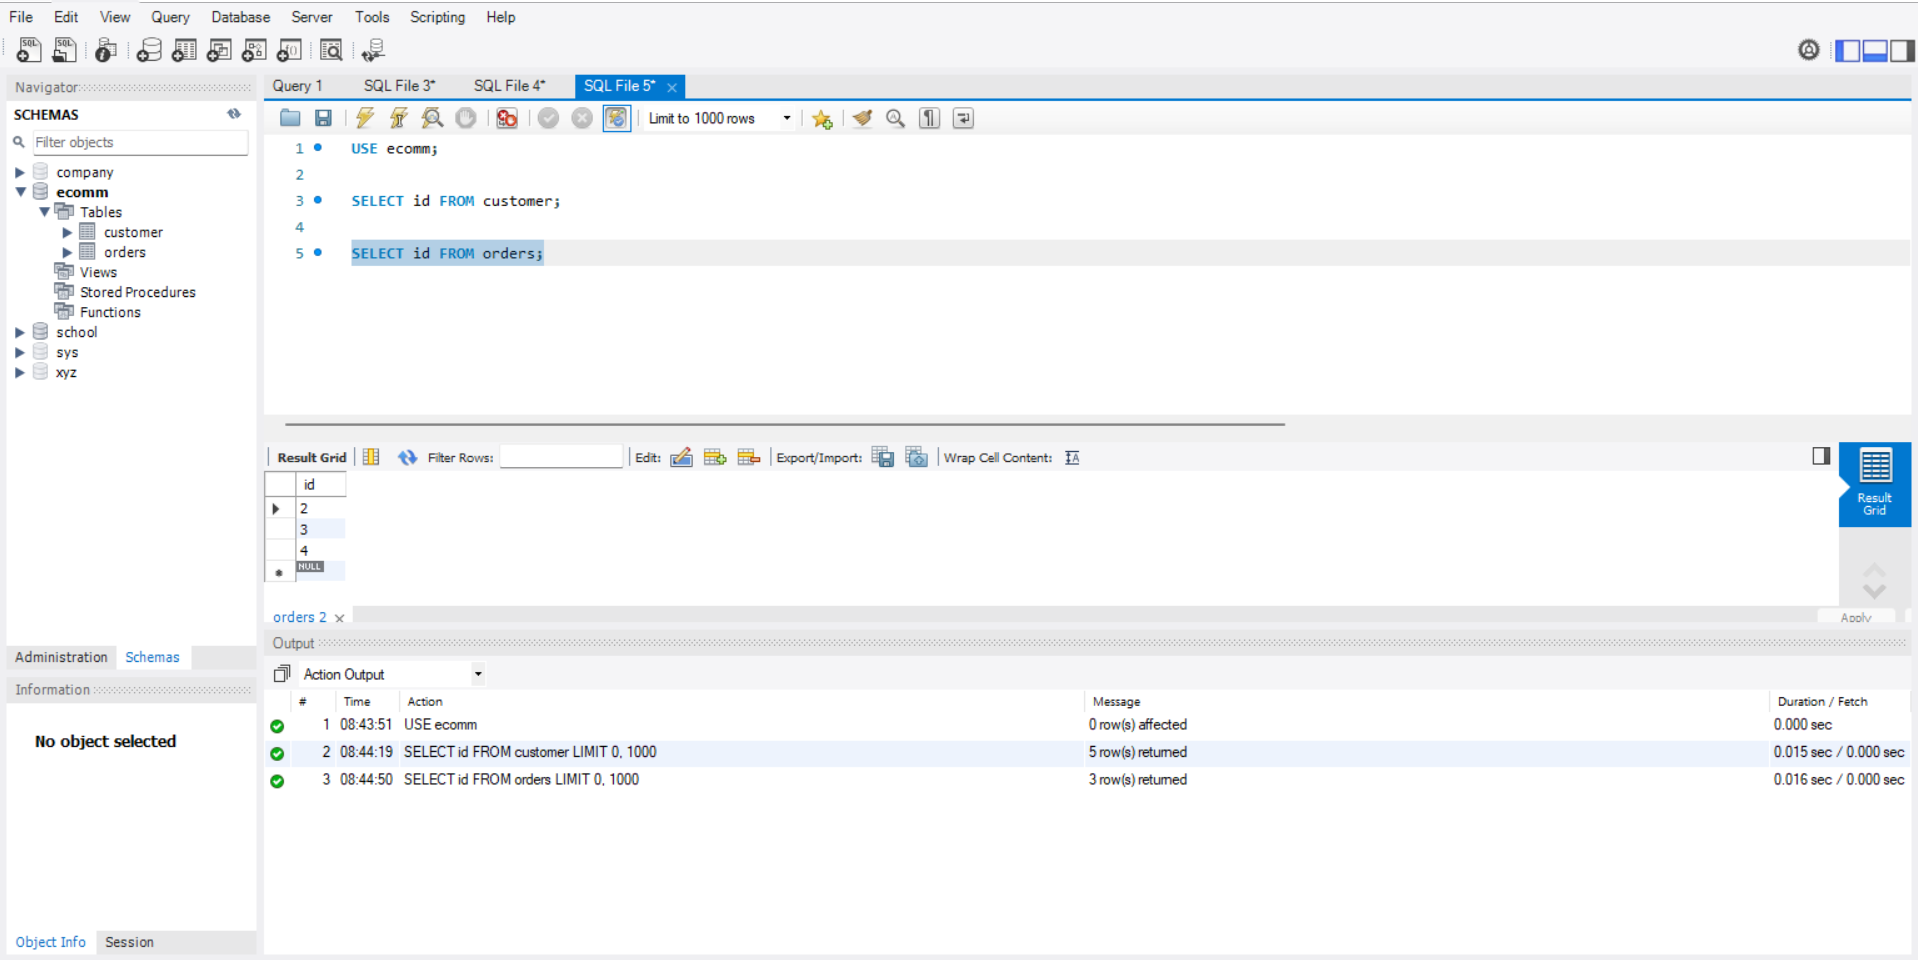 File Edit View Query Database Server Tools Scripting Help
Navigator
SCHEMAS
Filter objects
company
ecomm
Tables
customer
orders
Views
Stored Procedures
Functions
school
sys
xyz
Administration Schemas
Information
No object selected
Object Info Session
Query 1 SQL File 3* SQL File 4* SQL File 5*
Limit to 1000 rows
1 USE ecomm;
2
3 SELECT id FROM customer;
4
5 SELECT id FROM orders;
Result Grid Filter Rows: Edit: Export/Import: Wrap Cell Content:
id
2
3
4
NULL
Result
Grid
orders 2
Apply
Output
Action Output
# Time Action Message Duration / Fetch
1 08:43:51 USE ecomm 0 row(s) affected 0.000 sec
2 08:44:19 SELECT id FROM customer LIMIT 0, 1000 5 row(s) returned 0.015 sec / 0.000 sec
3 08:44:50 SELECT id FROM orders LIMIT 0, 1000 3 row(s) returned 0.016 sec / 0.000 sec